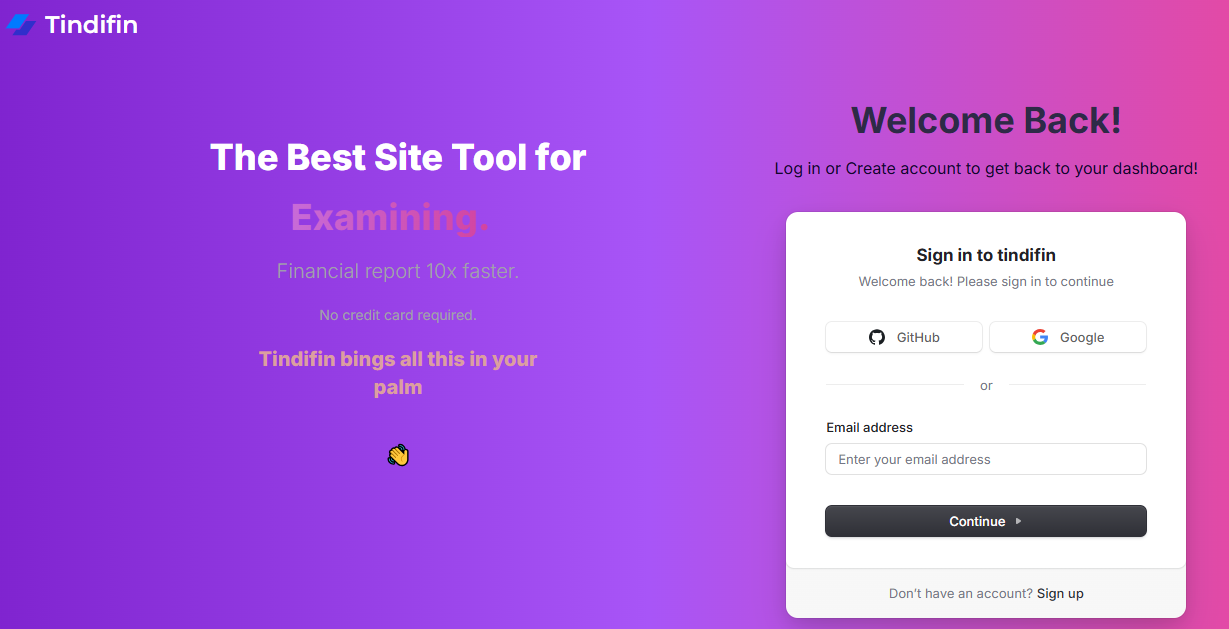 Tindifin
The Best Site Tool for
Examining.
Financial report 10x faster.
No credit card required.
Tindifin bings all this in your
palm
Welcome Back!
Log in or Create account to get back to your dashboard!
Sign in to tindifin
Welcome back! Please sign in to continue
GitHub
Google
or
Email address
Enter your email address
Continue
Don't have an account? Sign up